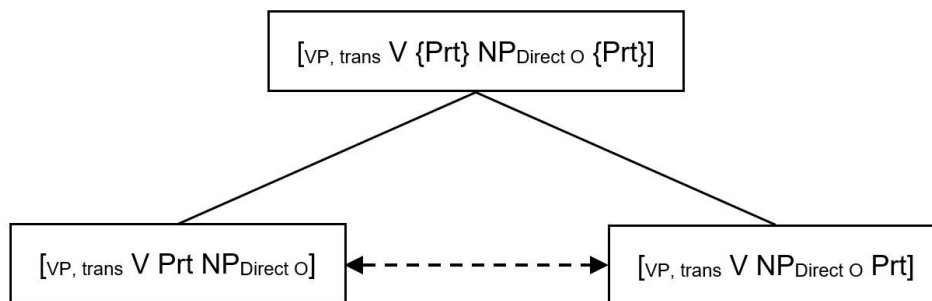 [VP, trans V {Prt} NPDirect O {Prt}]
[VP, trans V Prt NPDirect O]
[VP, trans V NPDirect O Prt]